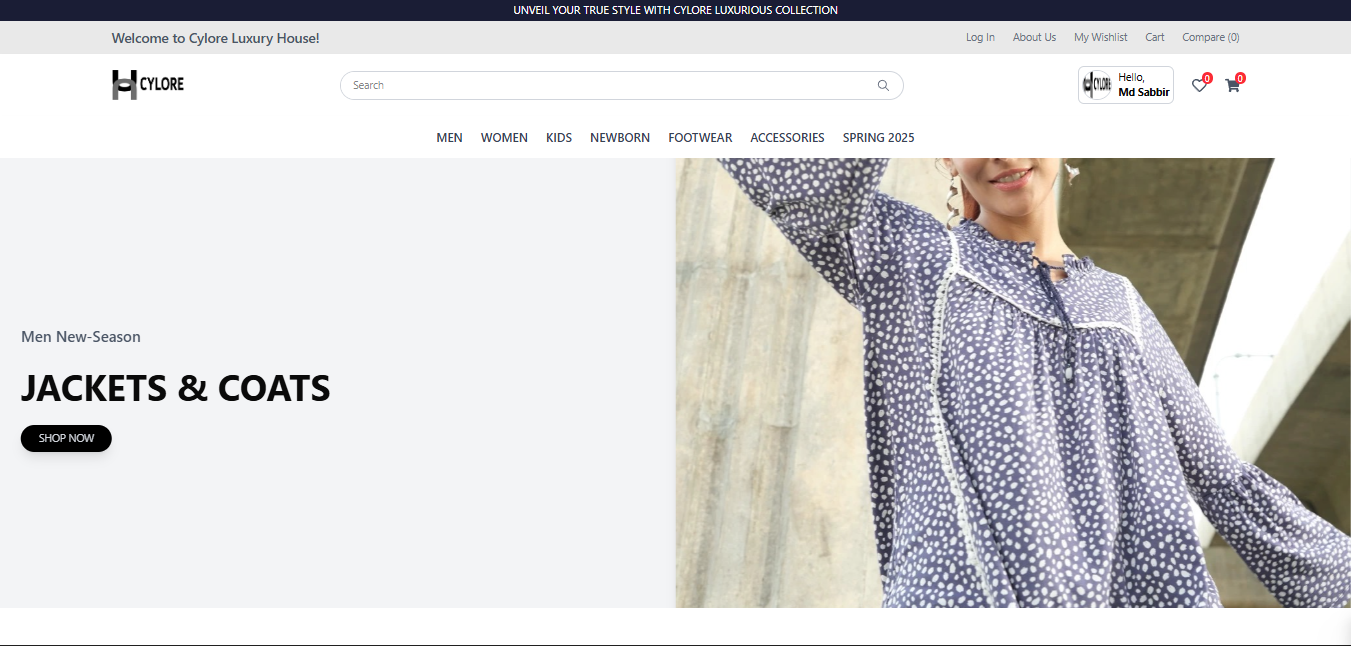 UNVEIL YOUR TRUE STYLE WITH CYLORE LUXURIOUS COLLECTION
Welcome to Cylore Luxury House!
Log In About Us My Wishlist Cart Compare (0)
CYLORE
Search
CYLORE
Hello,
Md Sabbir
0
0
MEN WOMEN KIDS NEWBORN FOOTWEAR ACCESSORIES SPRING 2025
Men New-Season
JACKETS & COATS
SHOP NOW